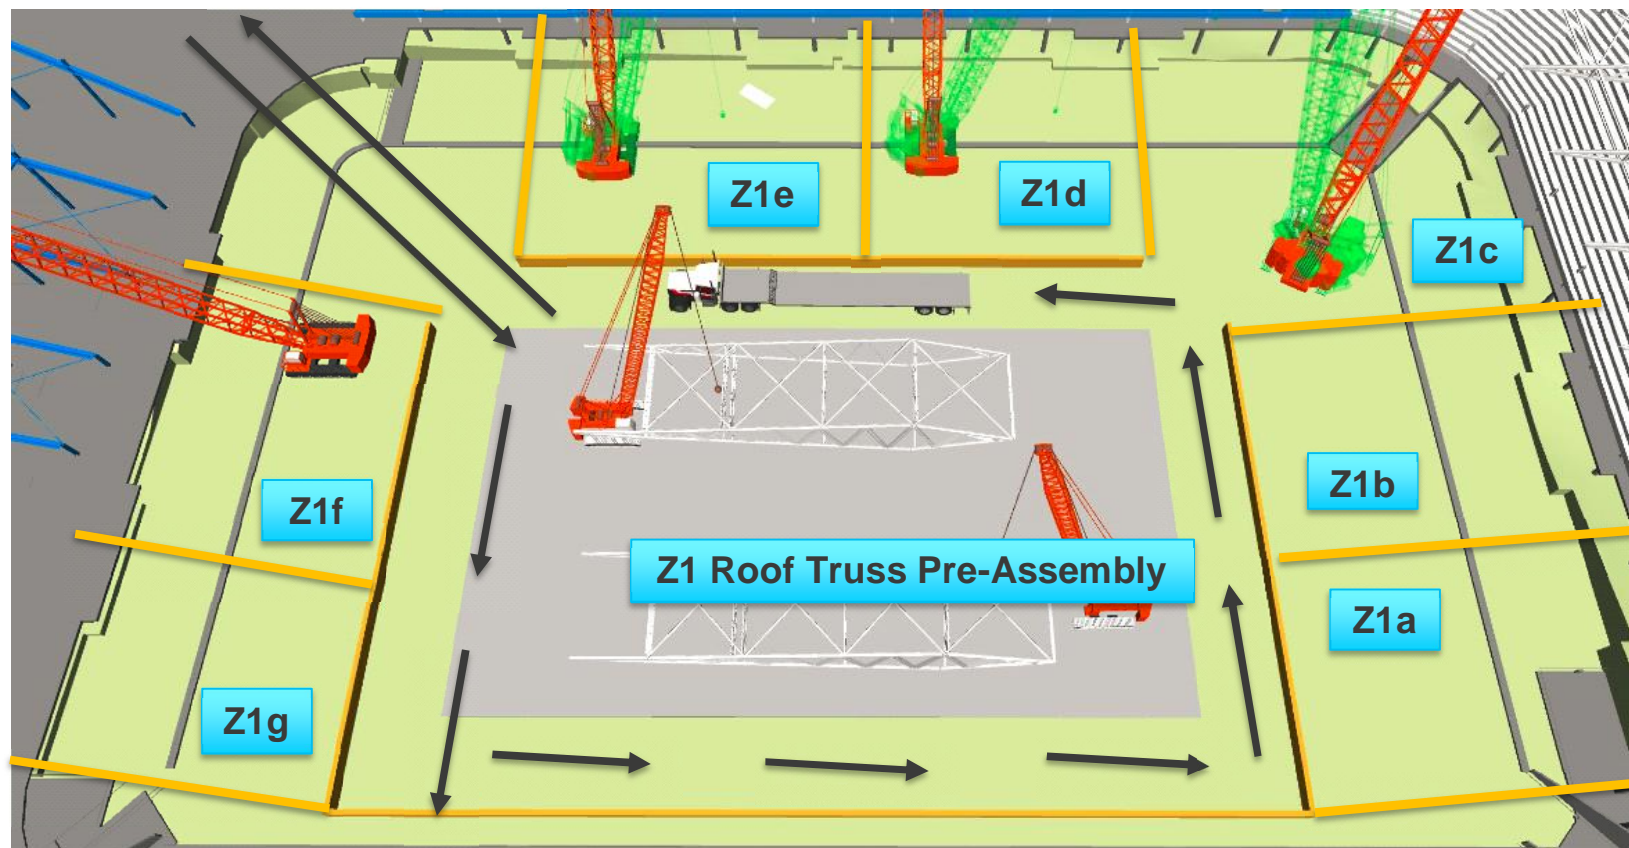 Z1e
Z1d
Z1c
Z1b
Z1f
Z1 Roof Truss Pre-Assembly
Z1a
Z1g